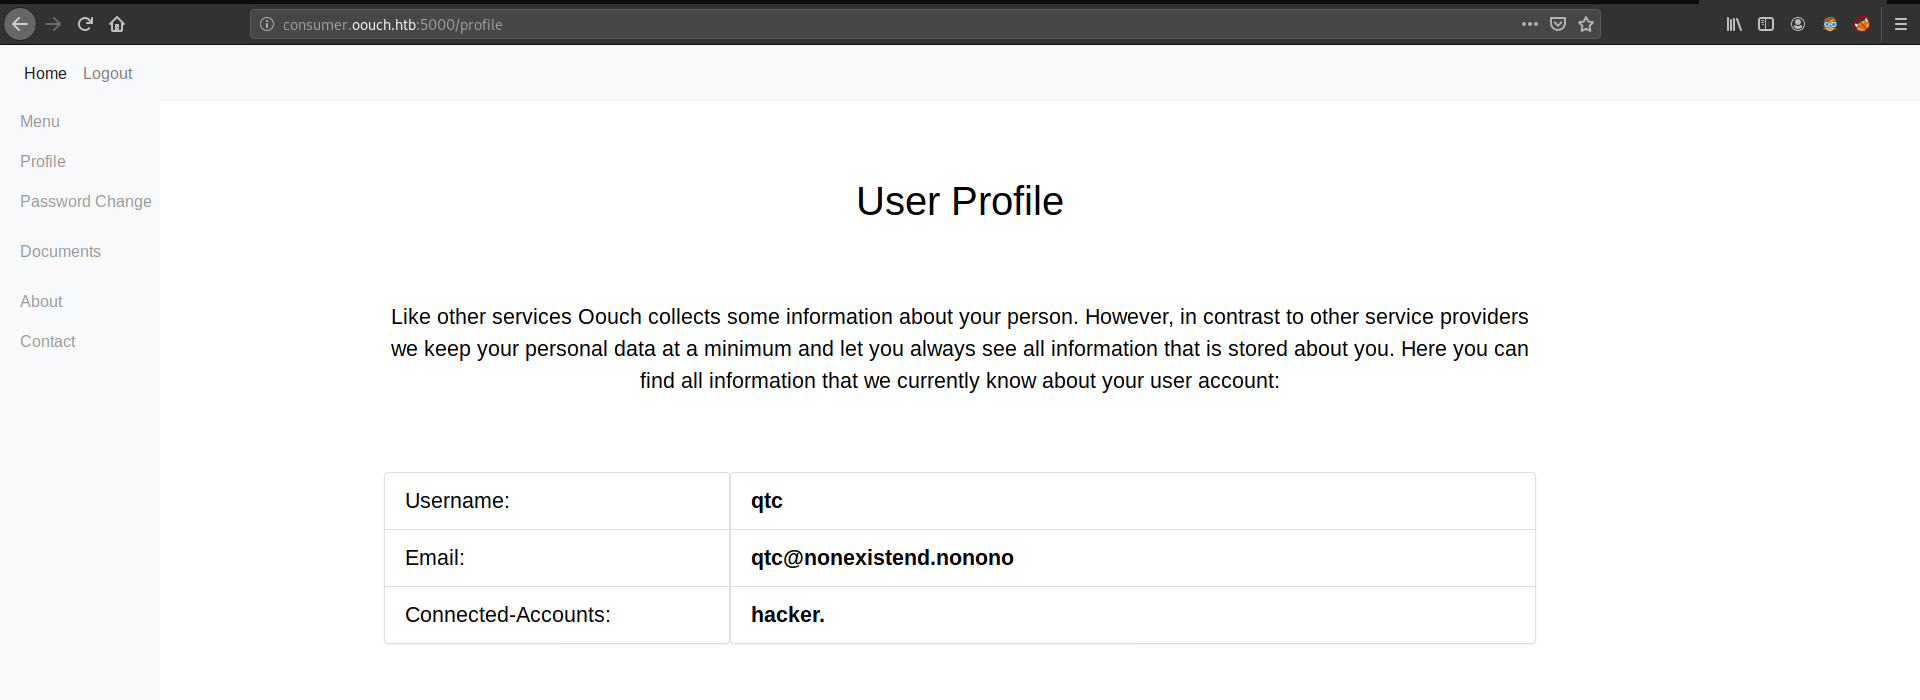 consumer.oouch.htb:5000/profile
Home Logout
Menu
Profile
Password Change
Documents
About
Contact
User Profile
Like other services Oouch collects some information about your person. However, in contrast to other service providers
we keep your personal data at a minimum and let you always see all information that is stored about you. Here you can
find all information that we currently know about your user account:
Username: qtc
Email: qtc@nonexistend.nonono
Connected-Accounts: hacker.